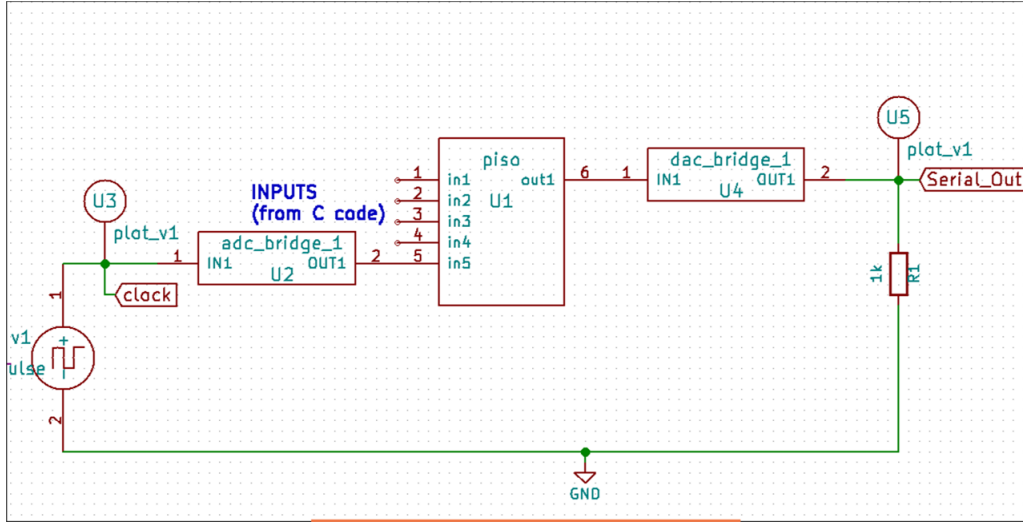 U5
plot_v1
piso
1 in1
out1 6
2 in2
U1
3 in3
4 in4
5 in5
1 IN1
dac_bridge_1
OUT1 2
U4
Serial_Out
U3
plot_v1
INPUTS
(from C code)
adc_bridge_1
1 IN1
OUT1 2
U2
clock
1
v1
+
ulse
2
1k
R1
GND